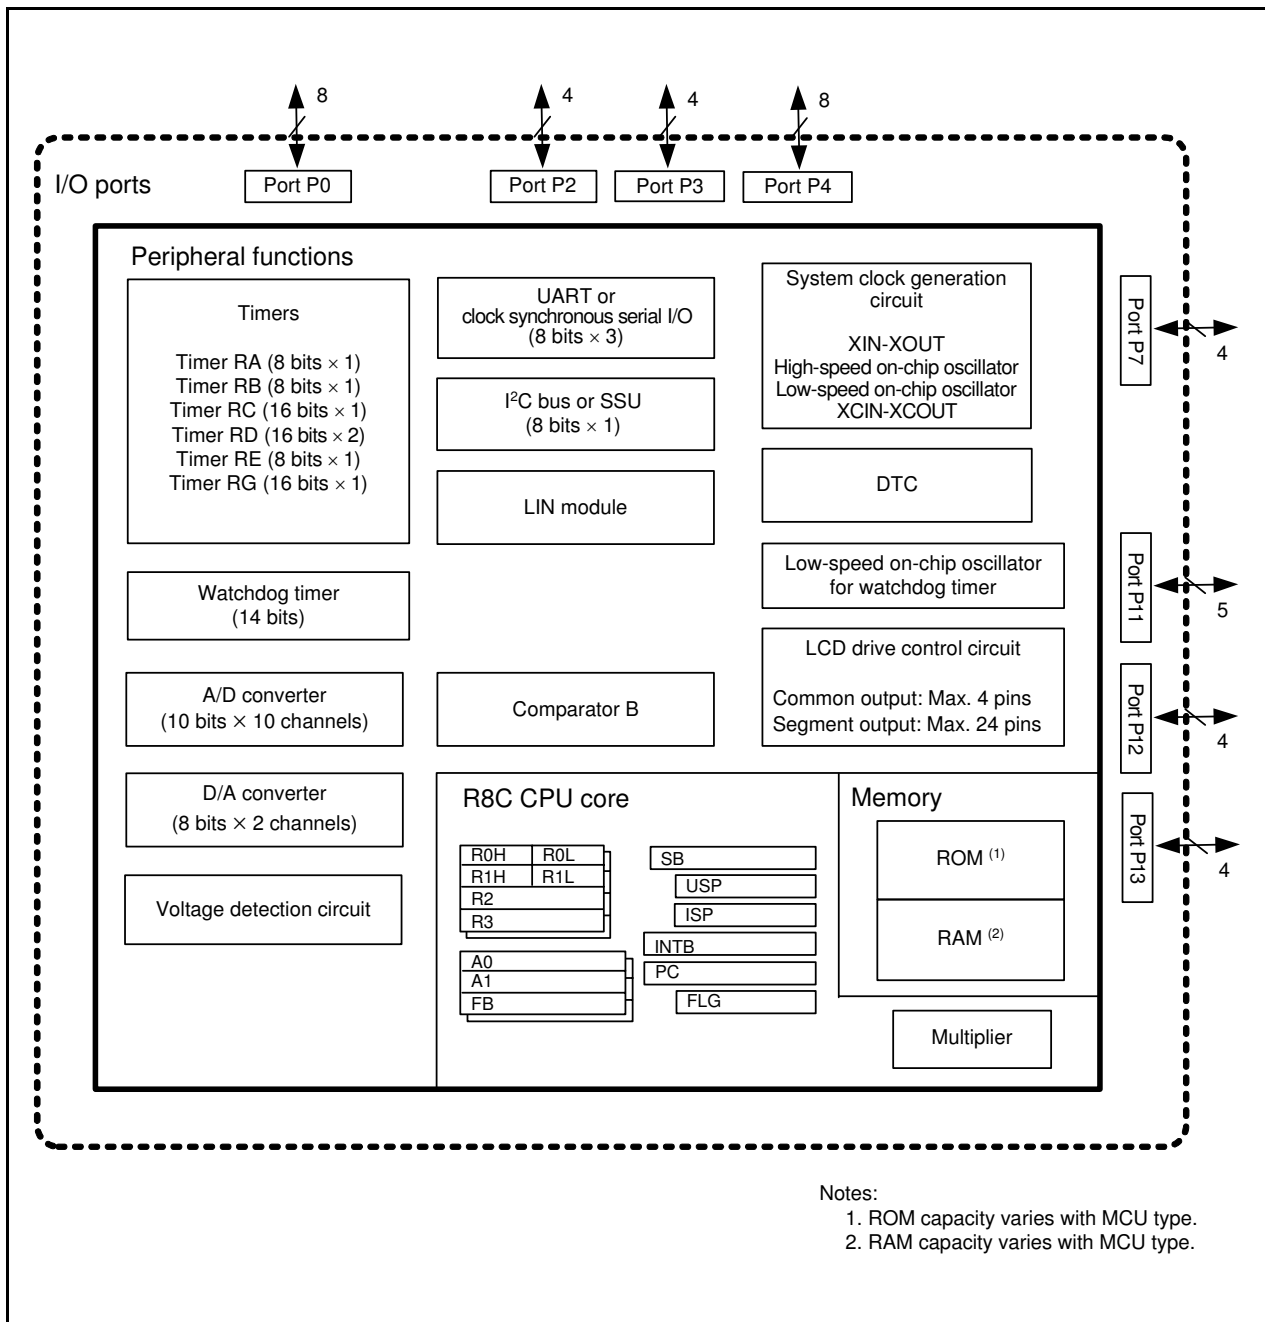 8
4
4
8
I/O ports
Port P0
Port P2
Port P3
Port P4
Peripheral functions
Timers
Timer RA (8 bits × 1)
Timer RB (8 bits × 1)
Timer RC (16 bits × 1)
Timer RD (16 bits × 2)
Timer RE (8 bits × 1)
Timer RG (16 bits × 1)
Watchdog timer
(14 bits)
A/D converter
(10 bits × 10 channels)
D/A converter
(8 bits × 2 channels)
Voltage detection circuit
UART or
clock synchronous serial I/O
(8 bits × 3)
I²C bus or SSU
(8 bits × 1)
LIN module
Comparator B
System clock generation
circuit
XIN-XOUT
High-speed on-chip oscillator
Low-speed on-chip oscillator
XCIN-XCOUT
DTC
Low-speed on-chip oscillator
for watchdog timer
LCD drive control circuit
Common output: Max. 4 pins
Segment output: Max. 24 pins
R8C CPU core
R0H R0L
R1H R1L
R2
R3
A0
A1
FB
SB
USP
ISP
INTB
PC
FLG
Memory
ROM (1)
RAM (2)
Multiplier
Port P7
4
Port P11
5
Port P12
4
Port P13
4
Notes:
1. ROM capacity varies with MCU type.
2. RAM capacity varies with MCU type.